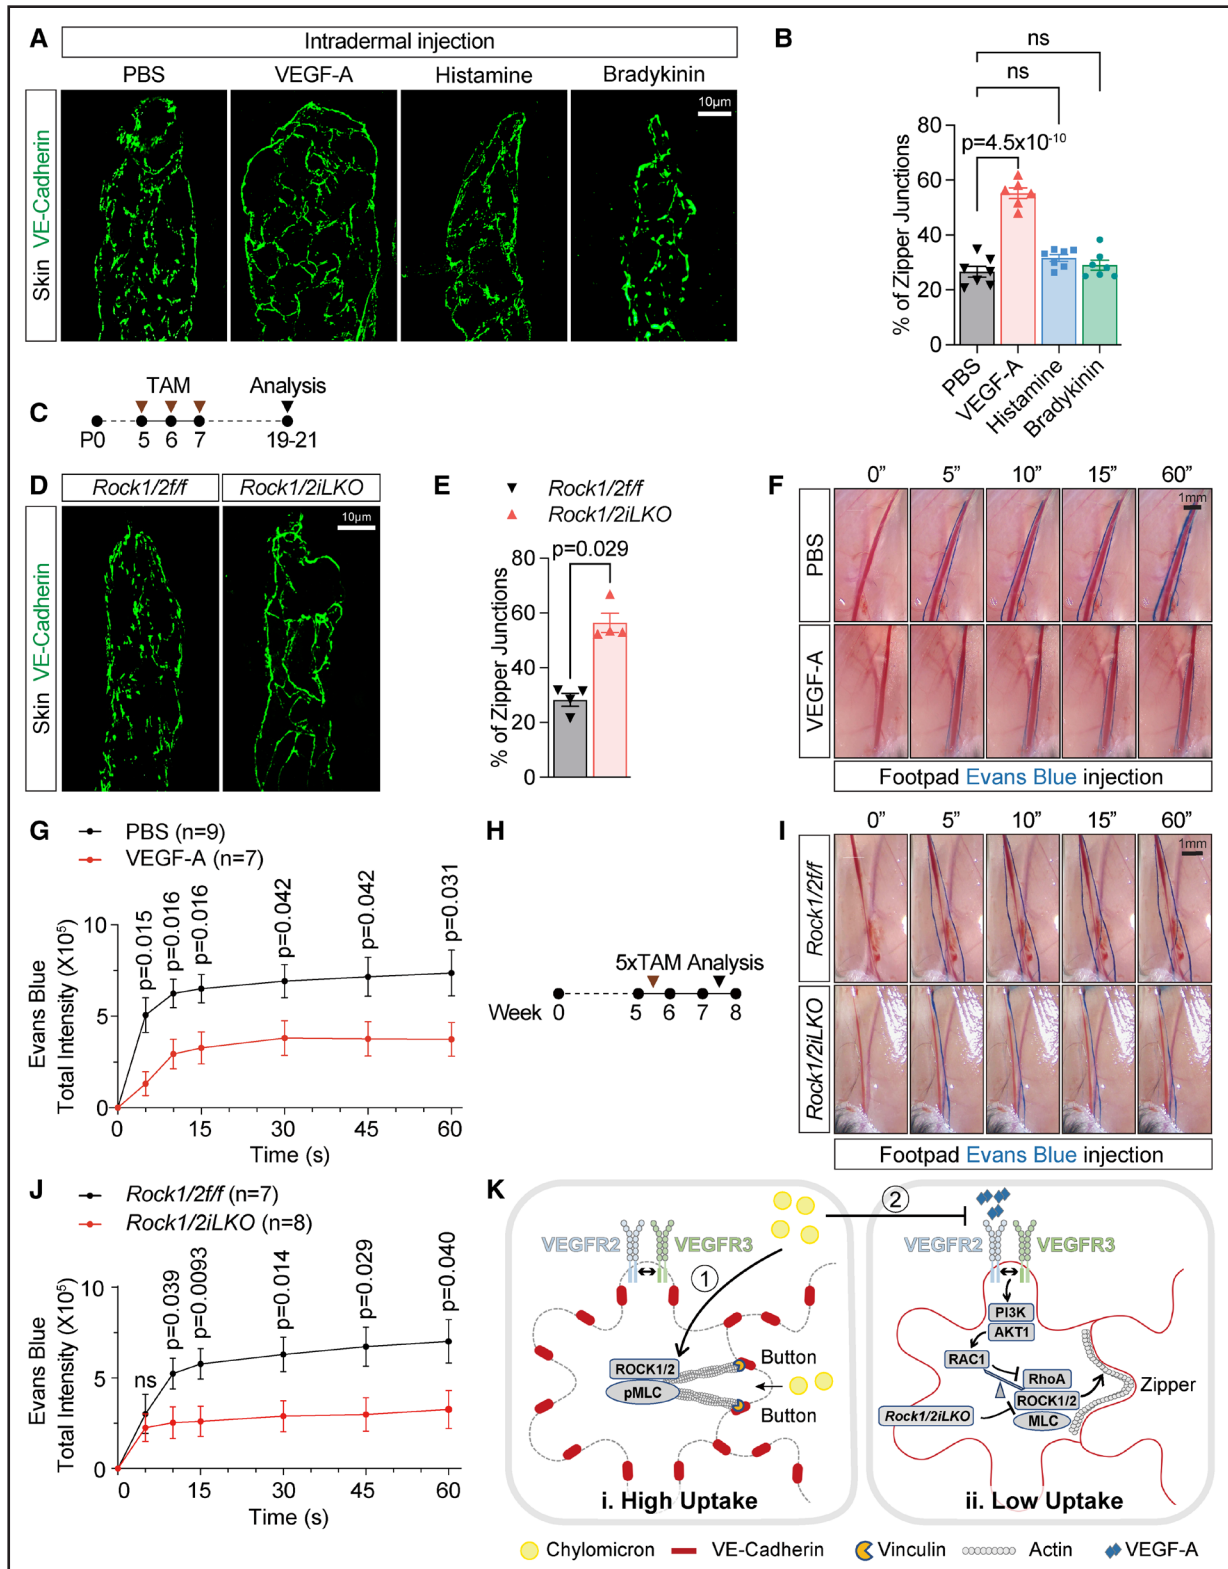 A
Intradermal injection
PBS
VEGF-A
Histamine
Bradykinin
Skin VE-Cadherin
10µm
B
ns
ns
p=4.5x10-10
% of Zipper Junctions
80
60
40
20
0
PBS
VEGF-A
Histamine
Bradykinin
C
TAM
Analysis
P0
5
6
7
19-21
D
Rock1/2f/f
Rock1/2iLKO
Skin VE-Cadherin
10µm
E
Rock1/2f/f
Rock1/2iLKO
p=0.029
% of Zipper Junctions
80
60
40
20
0
F
0”
5”
10”
15”
60”
PBS
VEGF-A
1mm
Footpad Evans Blue injection
G
PBS (n=9)
VEGF-A (n=7)
p=0.015
p=0.016
p=0.016
p=0.042
p=0.042
p=0.031
Evans Blue
Total Intensity (X10⁵)
10
5
0
0
15
30
45
60
Time (s)
H
5xTAM Analysis
Week
0
5
6
7
8
I
0”
5”
10”
15”
60”
Rock1/2f/f
Rock1/2iLKO
1mm
Footpad Evans Blue injection
J
Rock1/2f/f (n=7)
Rock1/2iLKO (n=8)
ns
p=0.039
p=0.0093
p=0.014
p=0.029
p=0.040
Evans Blue
Total Intensity (X10⁵)
10
5
0
0
15
30
45
60
Time (s)
K
VEGFR2
VEGFR3
1
ROCK1/2
pMLC
Button
Button
i. High Uptake
2
VEGFR2
VEGFR3
PI3K
AKT1
RAC1
RhoA
ROCK1/2
MLC
Rock1/2iLKO
Zipper
ii. Low Uptake
Chylomicron
VE-Cadherin
Vinculin
Actin
VEGF-A